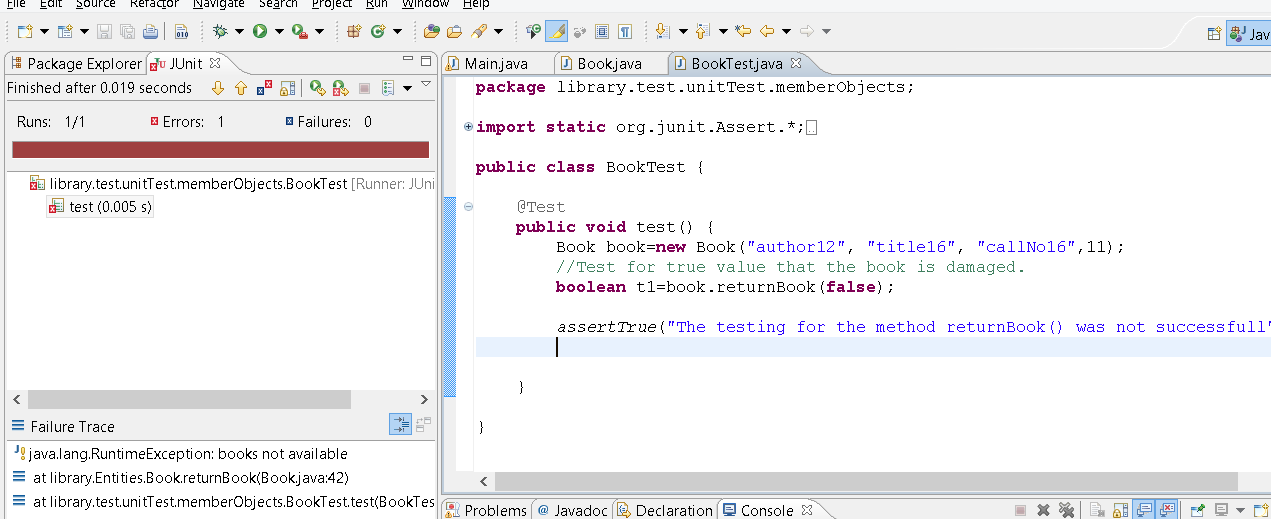 File Edit Source Refactor Navigate Search Project Run Window Help
Jav
Package Explorer JUnit
Finished after 0.019 seconds
Runs: 1/1 Errors: 1 Failures: 0
library.test.unitTest.memberObjects.BookTest [Runner: JUni
test (0.005 s)
Failure Trace
java.lang.RuntimeException: books not available
at library.Entities.Book.returnBook(Book.java:42)
at library.test.unitTest.memberObjects.BookTest.test(BookTes
Main.java Book.java BookTest.java
package library.test.unitTest.memberObjects;
import static org.junit.Assert.*;
public class BookTest {
@Test
public void test() {
Book book=new Book("author12", "title16", "callNo16",11);
//Test for true value that the book is damaged.
boolean t1=book.returnBook(false);
assertTrue("The testing for the method returnBook() was not successfull"
}
}
Problems @ Javadoc Declaration Console